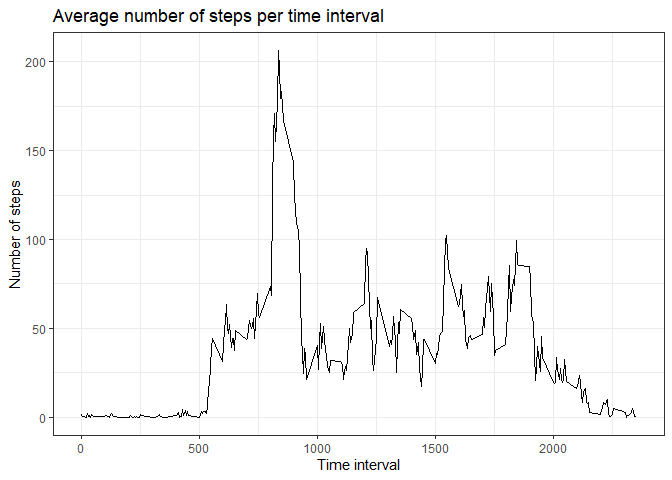 Average number of steps per time interval
200
150
100
50
0
Number of steps
0 500 1000 1500 2000
Time interval